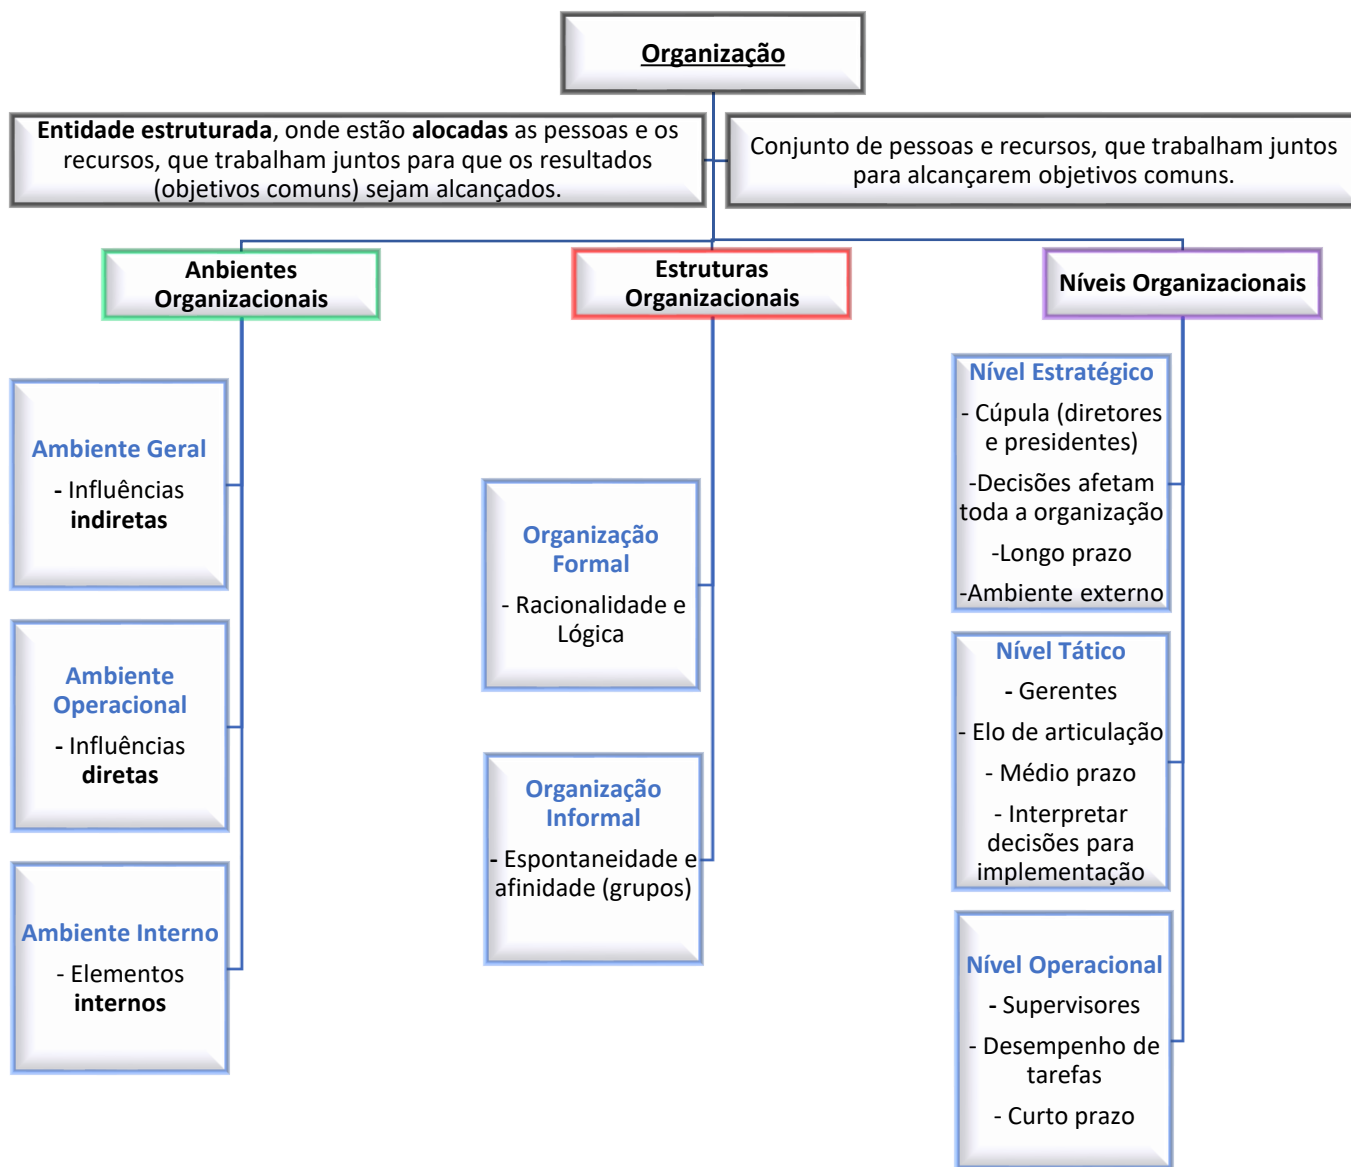 Organização
Entidade estruturada, onde estão alocadas as pessoas e os
recursos, que trabalham juntos para que os resultados
(objetivos comuns) sejam alcançados.
Conjunto de pessoas e recursos, que trabalham juntos
para alcançarem objetivos comuns.
Anbientes
Organizacionais
Ambiente Geral
- Influências
indiretas
Ambiente
Operacional
- Influências
diretas
Ambiente Interno
- Elementos
internos
Estruturas
Organizacionais
Organização
Formal
- Racionalidade e
Lógica
Organização
Informal
- Espontaneidade e
afinidade (grupos)
Níveis Organizacionais
Nível Estratégico
- Cúpula (diretores
e presidentes)
-Decisões afetam
toda a organização
-Longo prazo
-Ambiente externo
Nível Tático
- Gerentes
- Elo de articulação
- Médio prazo
- Interpretar
decisões para
implementação
Nível Operacional
- Supervisores
- Desempenho de
tarefas
- Curto prazo